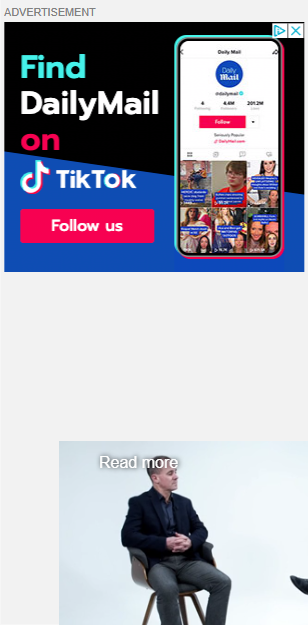 ADVERTISEMENT
Find
DailyMail
on
TikTok
Follow us
Daily Mail
Daily
Mail
@dailymail
4
4.4M
201.2M
Following
Followers
Likes
Follow
Seriously Popular
DailyMail.com
Read more